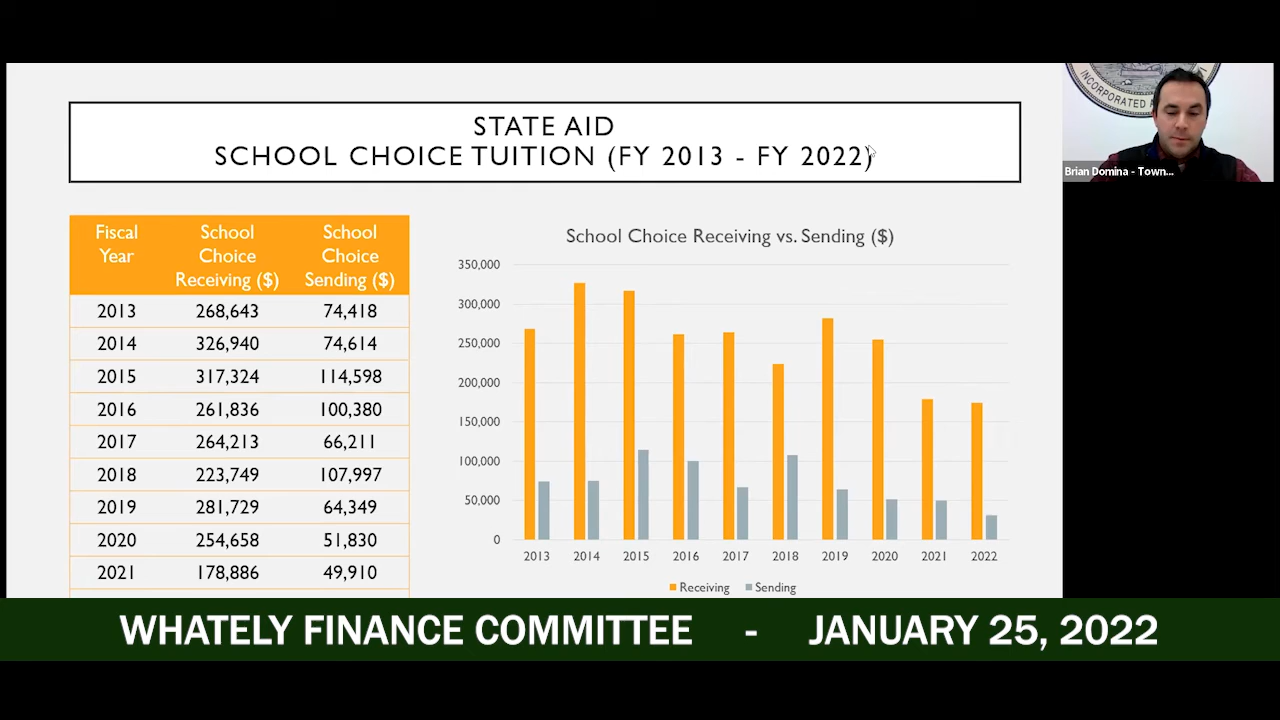 STATE AID
SCHOOL CHOICE TUITION (FY 2013 - FY 2022)
INCORPORATED A
Brian Domina - Town...
Fiscal Year School Choice Receiving ($) School Choice Sending ($)
2013 268,643 74,418
2014 326,940 74,614
2015 317,324 114,598
2016 261,836 100,380
2017 264,213 66,211
2018 223,749 107,997
2019 281,729 64,349
2020 254,658 51,830
2021 178,886 49,910
School Choice Receiving vs. Sending ($)
350,000
300,000
250,000
200,000
150,000
100,000
50,000
0
2013 2014 2015 2016 2017 2018 2019 2020 2021 2022
Receiving Sending
WHATELY FINANCE COMMITTEE - JANUARY 25, 2022